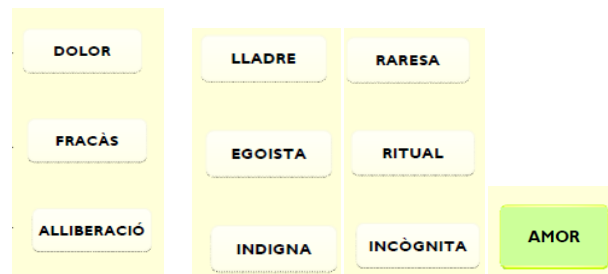 DOLOR
FRACÀS
ALLIBERACIÓ
LLADRE
EGOISTA
INDIGNA
RARESA
RITUAL
INCÒGNITA
AMOR